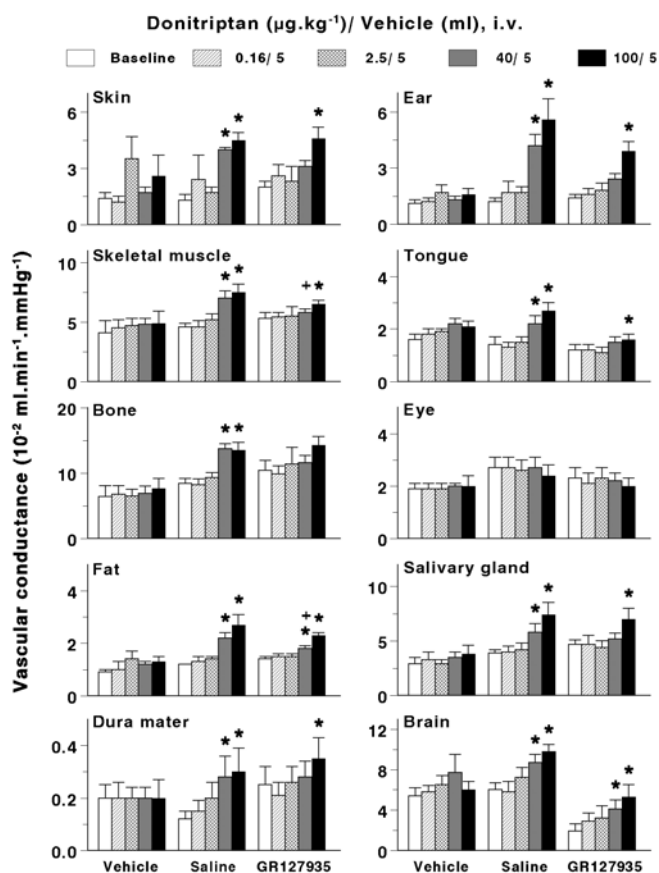 Donitriptan (µg.kg⁻¹)/ Vehicle (ml), i.v.
Baseline 0.16/ 5 2.5/ 5 40/ 5 100/ 5
Vascular conductance (10⁻² ml.min⁻¹.mmHg⁻¹)
Skin
6
3
0
* * *
Ear
6
3
0
* * *
Skeletal muscle
10
5
0
* * + *
Tongue
4
2
0
* * *
Bone
20
10
0
* *
Eye
4
2
0
Fat
4
2
0
* * + * *
Salivary gland
10
5
0
* * *
Dura mater
0.4
0.2
0.0
* * *
Brain
12
8
4
0
* * * *
Vehicle Saline GR127935
Vehicle Saline GR127935